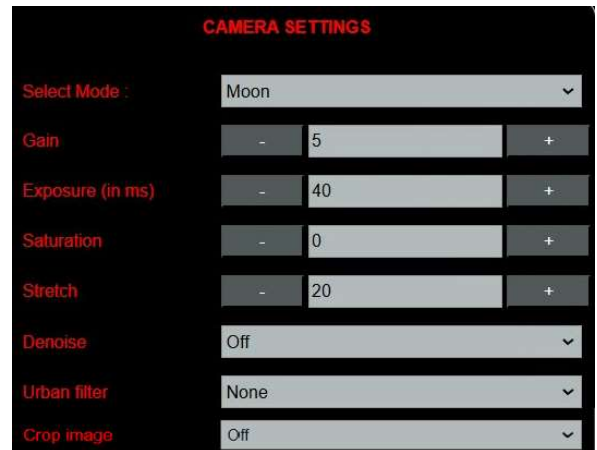 CAMERA SETTINGS
Select Mode : Moon
Gain - 5 +
Exposure (in ms) - 40 +
Saturation - 0 +
Stretch - 20 +
Denoise Off
Urban filter None
Crop image Off